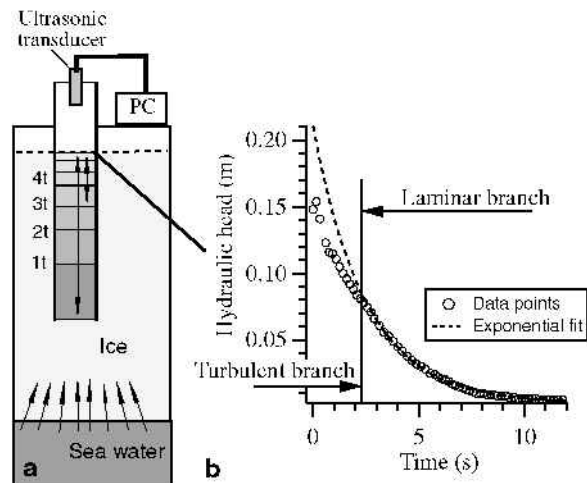 Ultrasonic
transducer
PC
4t
3t
2t
1t
Ice
Sea water
a
b
Hydraulic head (m)
0.20
0.15
0.10
0.05
Laminar branch
Data points
Exponential fit
Turbulent branch
0
5
10
Time (s)